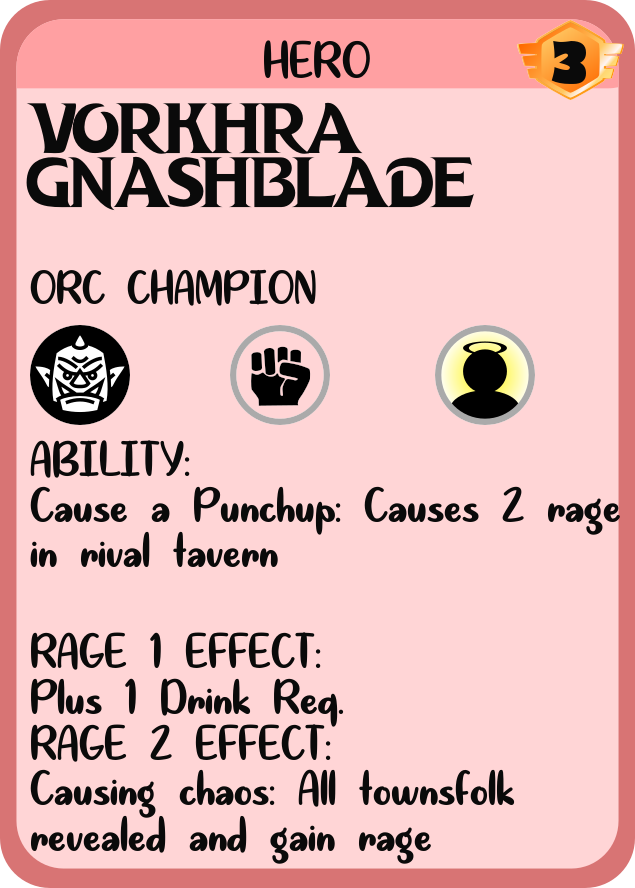 HERO
3
VORKHRA
GNASHBLADE
ORC CHAMPION
ABILITY:
Cause a Punchup: Causes 2 rage
in rival tavern
RAGE 1 EFFECT:
Plus 1 Drink Req.
RAGE 2 EFFECT:
Causing chaos: All townsfolk
revealed and gain rage